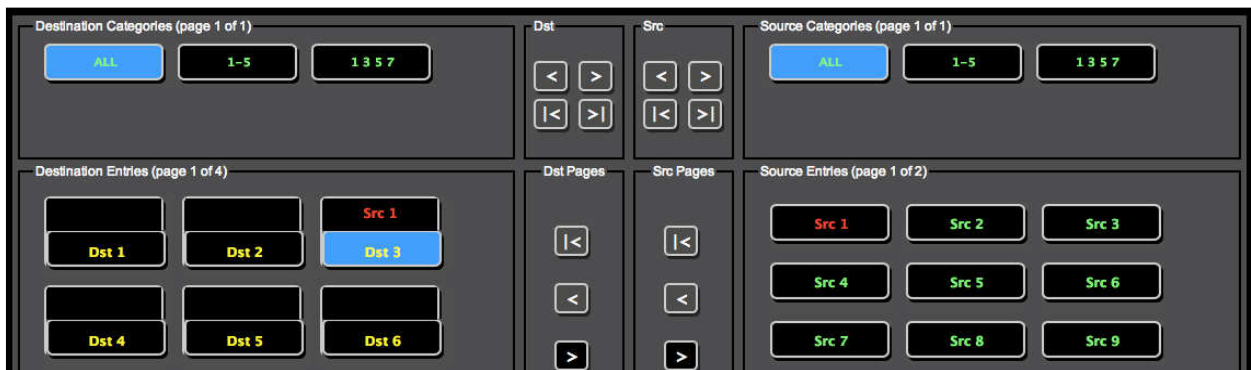 Destination Categories (page 1 of 1)
ALL 1-5 1 3 5 7
Dst
< >
|< >|
Src
< >
|< >|
Source Categories (page 1 of 1)
ALL 1-5 1 3 5 7
Destination Entries (page 1 of 4)
Src 1
Dst 1 Dst 2 Dst 3
Dst 4 Dst 5 Dst 6
Dst Pages
|<
<
>
Src Pages
|<
<
>
Source Entries (page 1 of 2)
Src 1 Src 2 Src 3
Src 4 Src 5 Src 6
Src 7 Src 8 Src 9